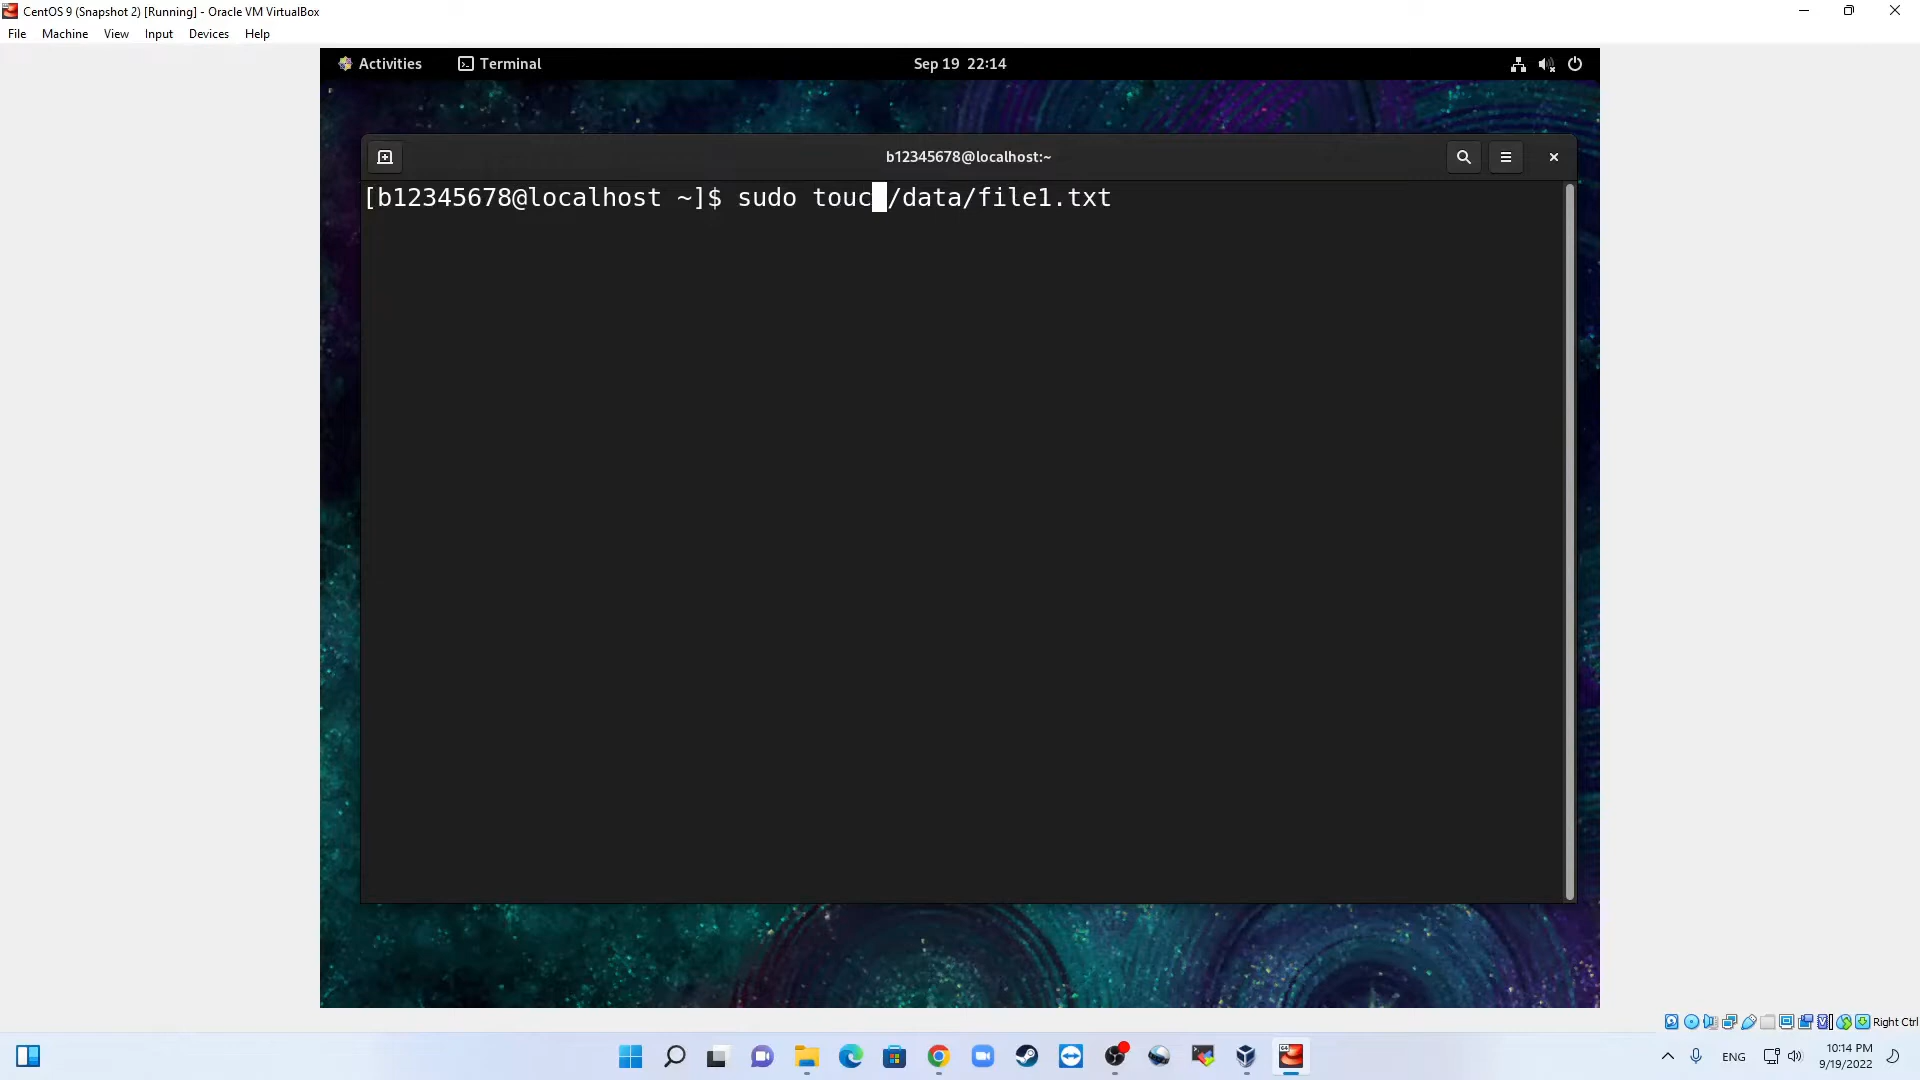 CentOS 9 (Snapshot 2) [Running] - Oracle VM VirtualBox
File Machine View Input Devices Help
Activities Terminal Sep 19 22:14
b12345678@localhost:~
[b12345678@localhost ~]$ sudo touc /data/file1.txt
Right Ctrl
ENG 10:14 PM
9/19/2022